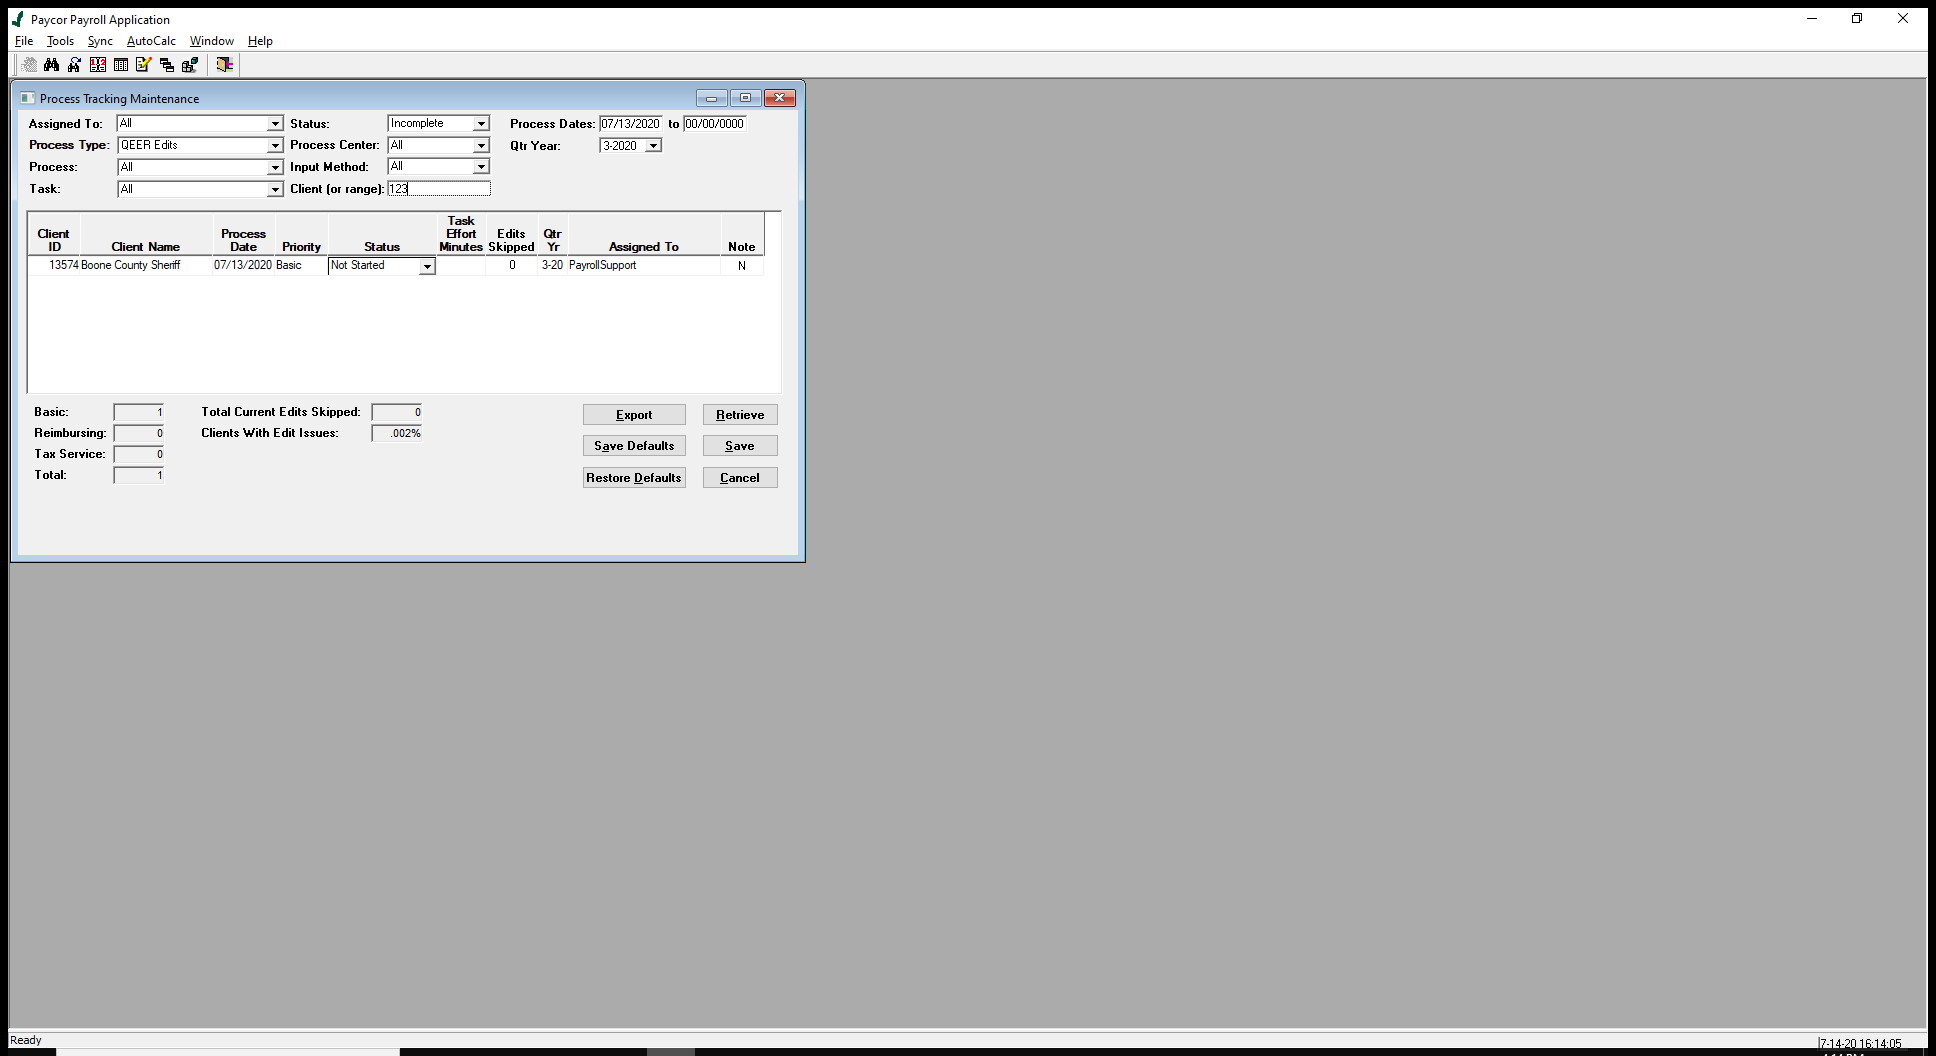 Paycor Payroll Application
File Tools Sync AutoCalc Window Help
Process Tracking Maintenance
Assigned To: All Status: Incomplete Process Dates: 07/13/2020 to 00/00/0000
Process Type: QEER Edits Process Center: All Qtr Year: 3-2020
Process: All Input Method: All
Task: All Client (or range): 123
Client ID Client Name Process Date Priority Status Task Effort Minutes Edits Skipped Qtr Yr Assigned To Note
13574 Boone County Sheriff 07/13/2020 Basic Not Started 0 3-20 PayrollSupport N
Basic: 1 Total Current Edits Skipped: 0 Export Retrieve
Reimbursing: 0 Clients With Edit Issues: .002%
Save Defaults Save
Tax Service: 0
Total: 1 Restore Defaults Cancel
Ready 7-14-20 16:14:05